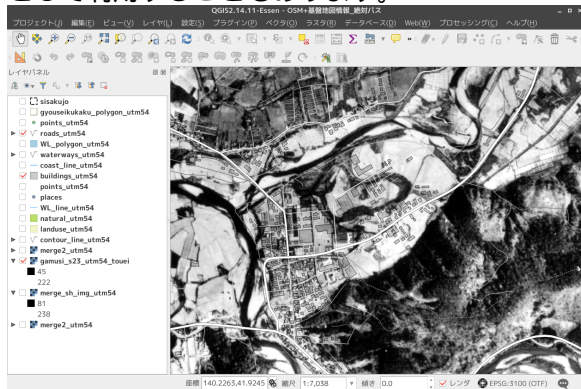 QGIS2.14.11-Essen - OSM+基盤地図情報_絶対パス
プロジェクト(J) 編集(E) ビュー(V) レイヤ(L) 設定(S) プラグイン(P) ベクタ(O) ラスタ(R) データベース(D) Web(W) プロセッシング(C) ヘルプ(H)
レイヤパネル
sisakujo
gyouseikukaku_polygon_utm54
points_utm54
roads_utm54
WL_polygon_utm54
waterways_utm54
coast_line_utm54
buildings_utm54
points_utm54
places
WL_line_utm54
natural_utm54
landuse_utm54
contour_line_utm54
merge2_utm54
gamusi_s23_utm54_touei
45
222
merge_sh_img_utm54
81
238
merge2_utm54
座標 140.2263,41.9245 縮尺 1:7,038 傾き 0.0 レンダ EPSG:3100 (OTF)